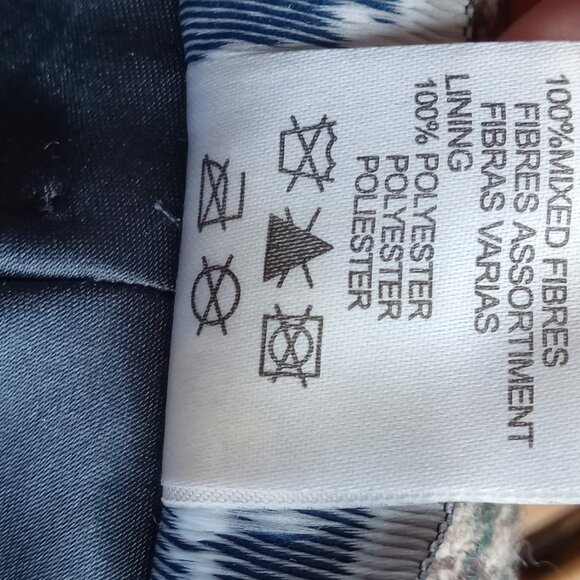 100%MIXED FIBRES
FIBRES ASSORTIMENT
FIBRAS VARIAS
LINING
100% POLYESTER
POLYESTER
POLIESTER